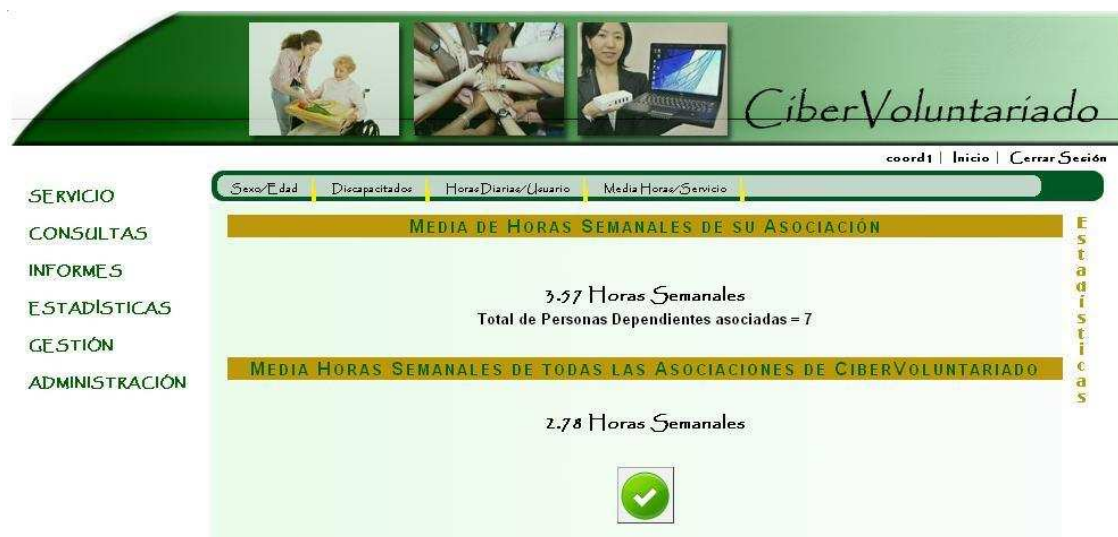 CiberVoluntariado
coord1 | Inicio | Cerrar Sesión
Sexo/Edad Discapacitados Horas Diarias/Usuario Media Horas/Servicio
SERVICIO
CONSULTAS
INFORMES
ESTADÍSTICAS
GESTIÓN
ADMINISTRACIÓN
MEDIA DE HORAS SEMANALES DE SU ASOCIACIÓN
3.57 Horas Semanales
Total de Personas Dependientes asociadas = 7
MEDIA HORAS SEMANALES DE TODAS LAS ASOCIACIONES DE CIBERVOLUNTARIADO
2.78 Horas Semanales
Estadísticas